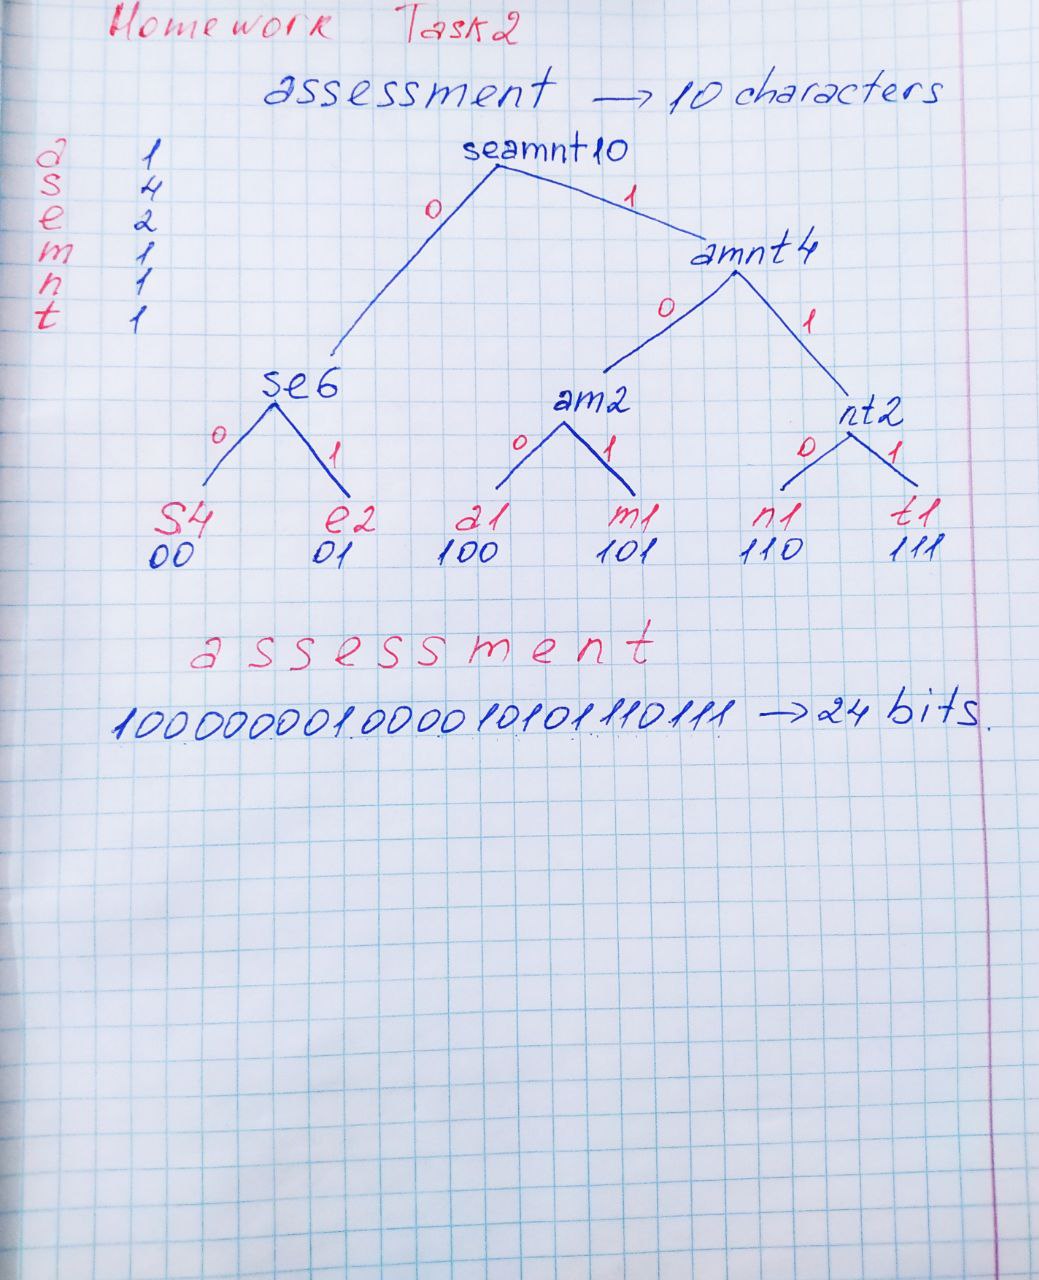 Homework Task2
assessment → 10 characters
a 1
s 4
e 2
m 1
n 1
t 1
seamnt10
0 1
amnt4
0 1
se6
am2
nt2
0 1 0 1 0 1
S4 e2 a1 m1 n1 t1
00 01 100 101 110 111
assessment
100000001000010101110111 → 24 bits.